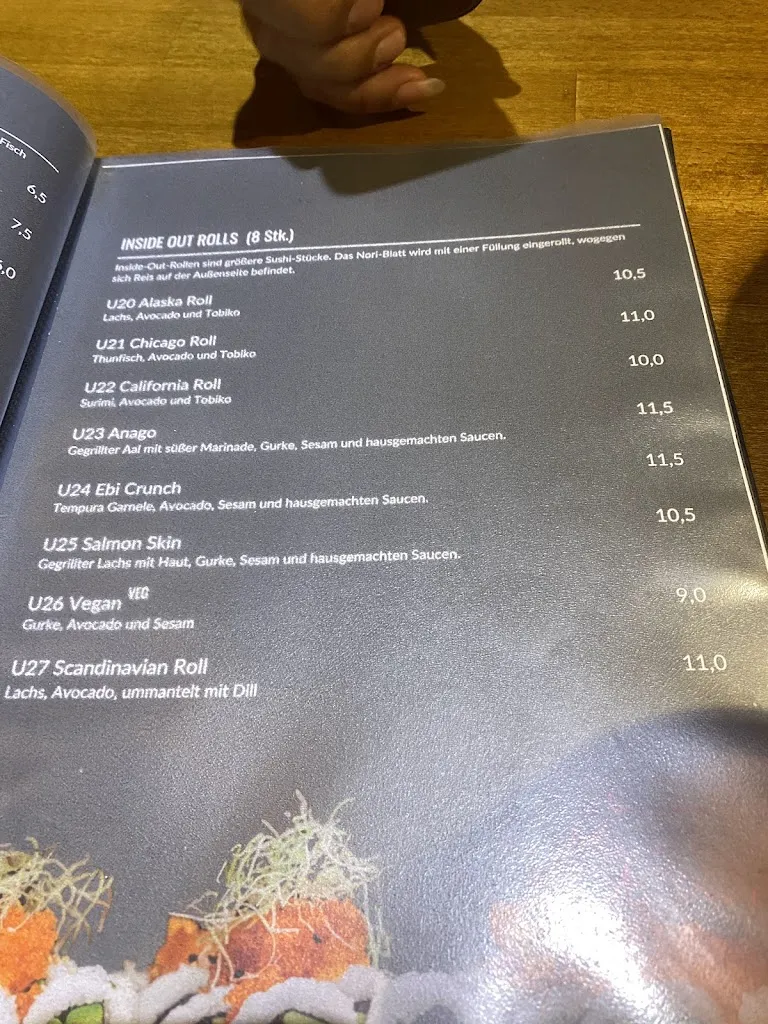 Fisch
6,5
7,5
INSIDE OUT ROLLS (8 Stk.)
Inside-Out-Rollen sind größere Sushi-Stücke. Das Nori-Blatt wird mit einer Füllung eingerollt, wogegen
sich Reis auf der Außenseite befindet.
U20 Alaska Roll 10,5
Lachs, Avocado und Tobiko
U21 Chicago Roll 11,0
Thunfisch, Avocado und Tobiko
U22 California Roll 10,0
Surimi, Avocado und Tobiko
U23 Anago 11,5
Gegrillter Aal mit süßer Marinade, Gurke, Sesam und hausgemachten Saucen.
U24 Ebi Crunch 11,5
Tempura Garnele, Avocado, Sesam und hausgemachten Saucen.
U25 Salmon Skin 10,5
Gegrillter Lachs mit Haut, Gurke, Sesam und hausgemachten Saucen.
U26 Vegan VEG 9,0
Gurke, Avocado und Sesam
U27 Scandinavian Roll 11,0
Lachs, Avocado, ummantelt mit Dill